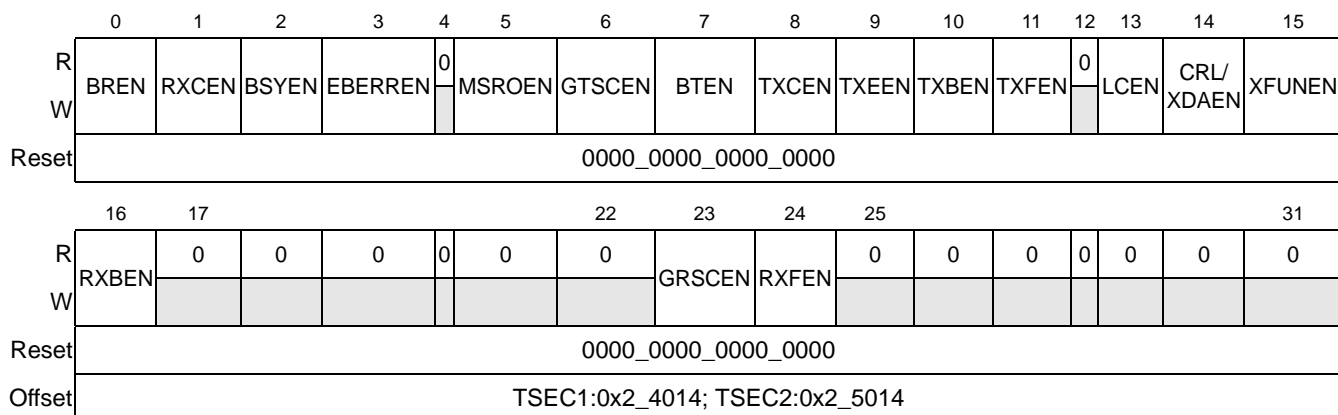 0 1 2 3 4 5 6 7 8 9 10 11 12 13 14 15
R 0 0
BREN RXCEN BSYEN EBERREN MSROEN GTSCEN BTEN TXCEN TXEEN TXBEN TXFEN LCEN CRL/ XDAEN XFUNEN
W
Reset 0000_0000_0000_0000
16 17 22 23 24 25 31
R 0 0 0 0 0 0 0 0 0 0 0 0 0
RXBEN GRSCEN RXFEN
W
Reset 0000_0000_0000_0000
Offset TSEC1:0x2_4014; TSEC2:0x2_5014